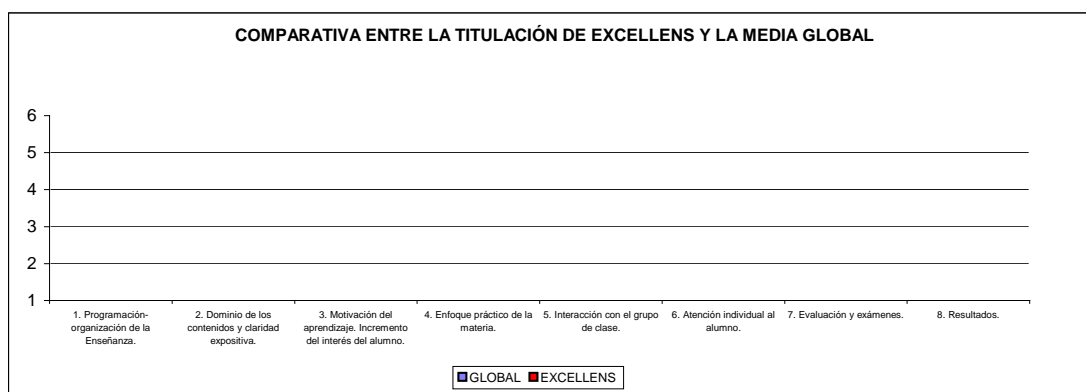 COMPARATIVA ENTRE LA TITULACIÓN DE EXCELLENS Y LA MEDIA GLOBAL
6
5
4
3
2
1
1. Programación-
organización de la
Enseñanza.
2. Dominio de los
contenidos y claridad
expositiva.
3. Motivación del
aprendizaje. Incremento
del interés del alumno.
4. Enfoque práctico de la
materia.
5. Interacción con el grupo
de clase.
6. Atención individual al
alumno.
7. Evaluación y exámenes.
8. Resultados.
GLOBAL EXCELLENS